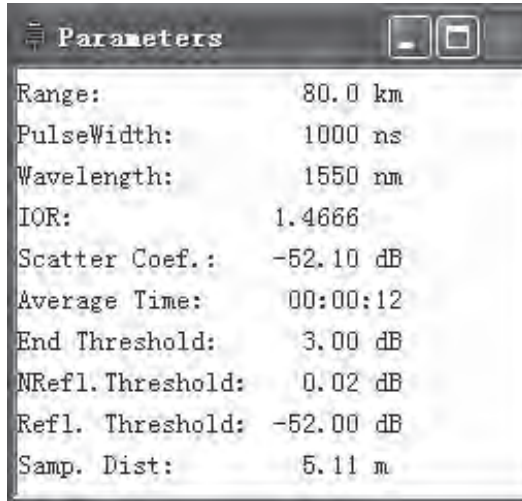 Parameters
Range: 80.0 km
PulseWidth: 1000 ns
Wavelength: 1550 nm
IOR: 1.4666
Scatter Coef.: -52.10 dB
Average Time: 00:00:12
End Threshold: 3.00 dB
NRefl.Threshold: 0.02 dB
Refl. Threshold: -52.00 dB
Samp. Dist: 5.11 m